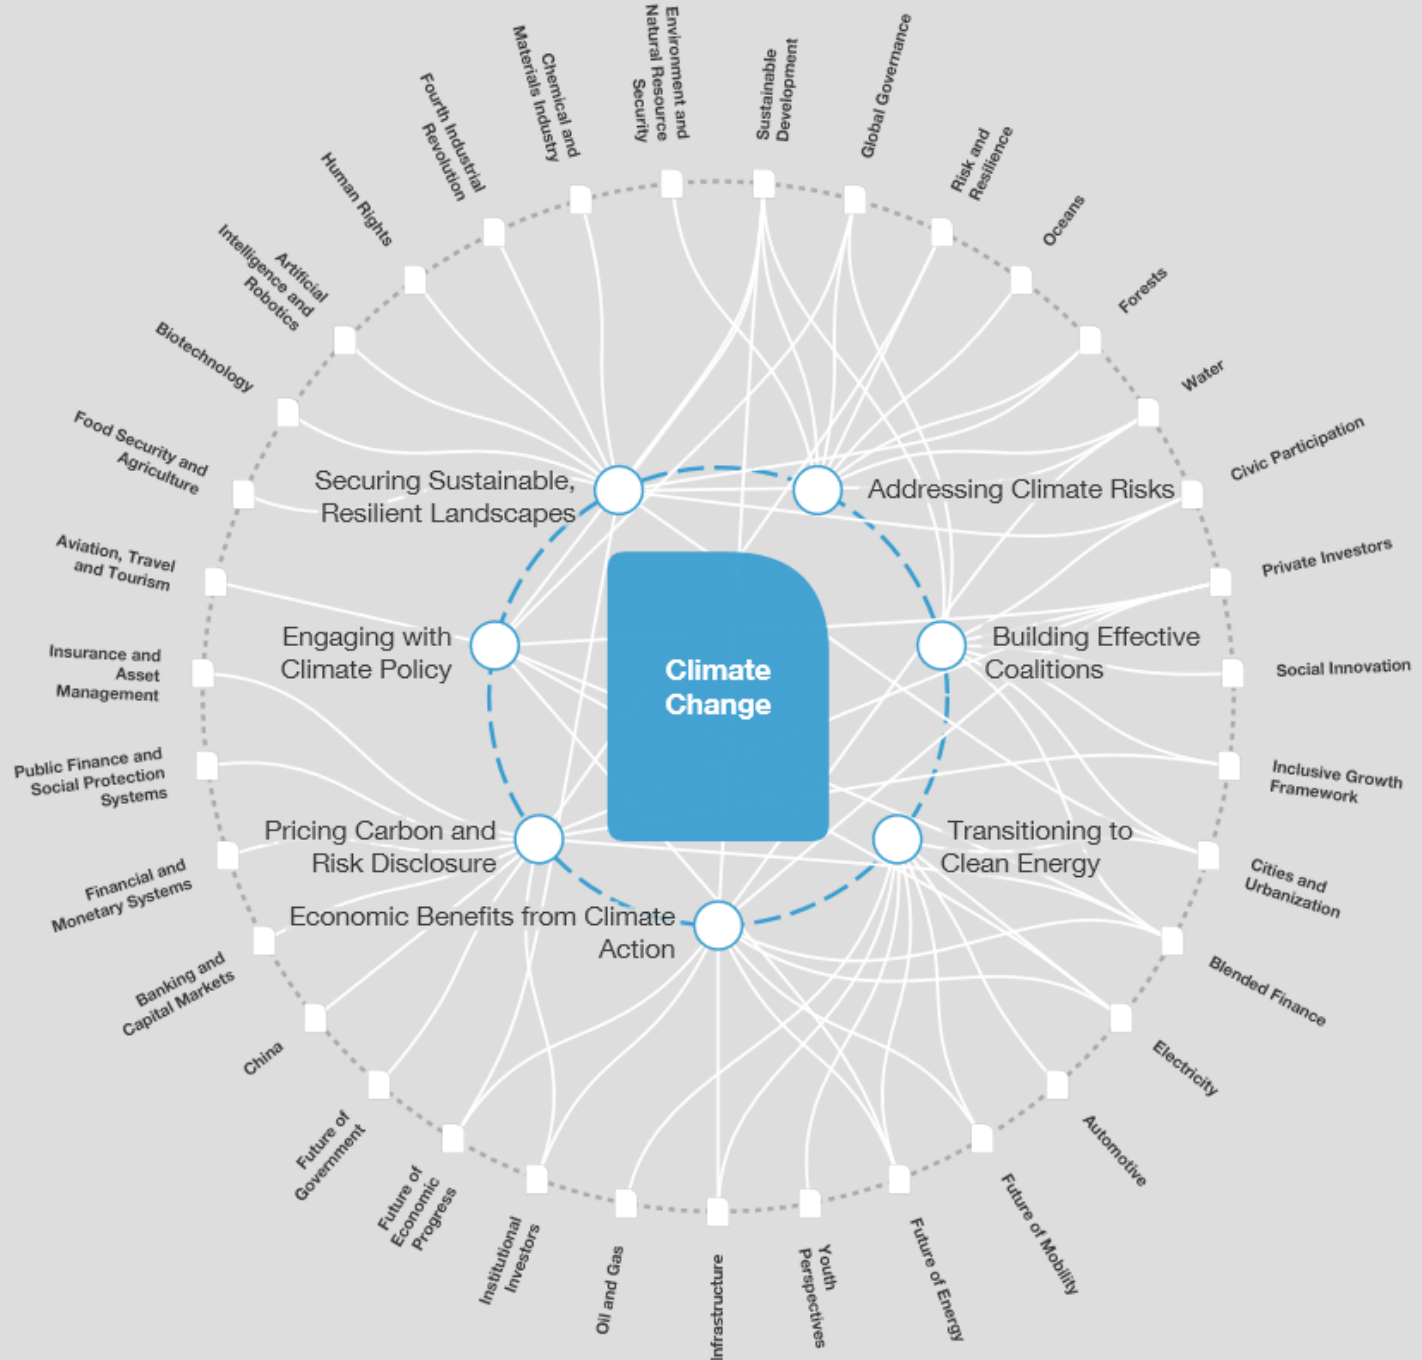 Environment and
Natural Resource
Security
Sustainable
Development
Global Governance
Risk and
Resilience
Oceans
Forests
Water
Civic Participation
Private Investors
Social Innovation
Inclusive Growth
Framework
Cities and
Urbanization
Blended Finance
Electricity
Automotive
Future of Mobility
Future of Energy
Youth
Perspectives
Infrastructure
Oil and Gas
Institutional
Investors
Future of
Economic
Progress
Future of
Government
China
Banking and
Capital Markets
Financial and
Monetary Systems
Public Finance and
Social Protection
Systems
Insurance and
Asset
Management
Aviation, Travel
and Tourism
Food Security and
Agriculture
Biotechnology
Artificial
Intelligence and
Robotics
Human Rights
Fourth Industrial
Revolution
Chemical and
Materials Industry
Securing Sustainable,
Resilient Landscapes
Addressing Climate Risks
Engaging with
Climate Policy
Building Effective
Coalitions
Climate
Change
Pricing Carbon and
Risk Disclosure
Transitioning to
Clean Energy
Economic Benefits from Climate
Action